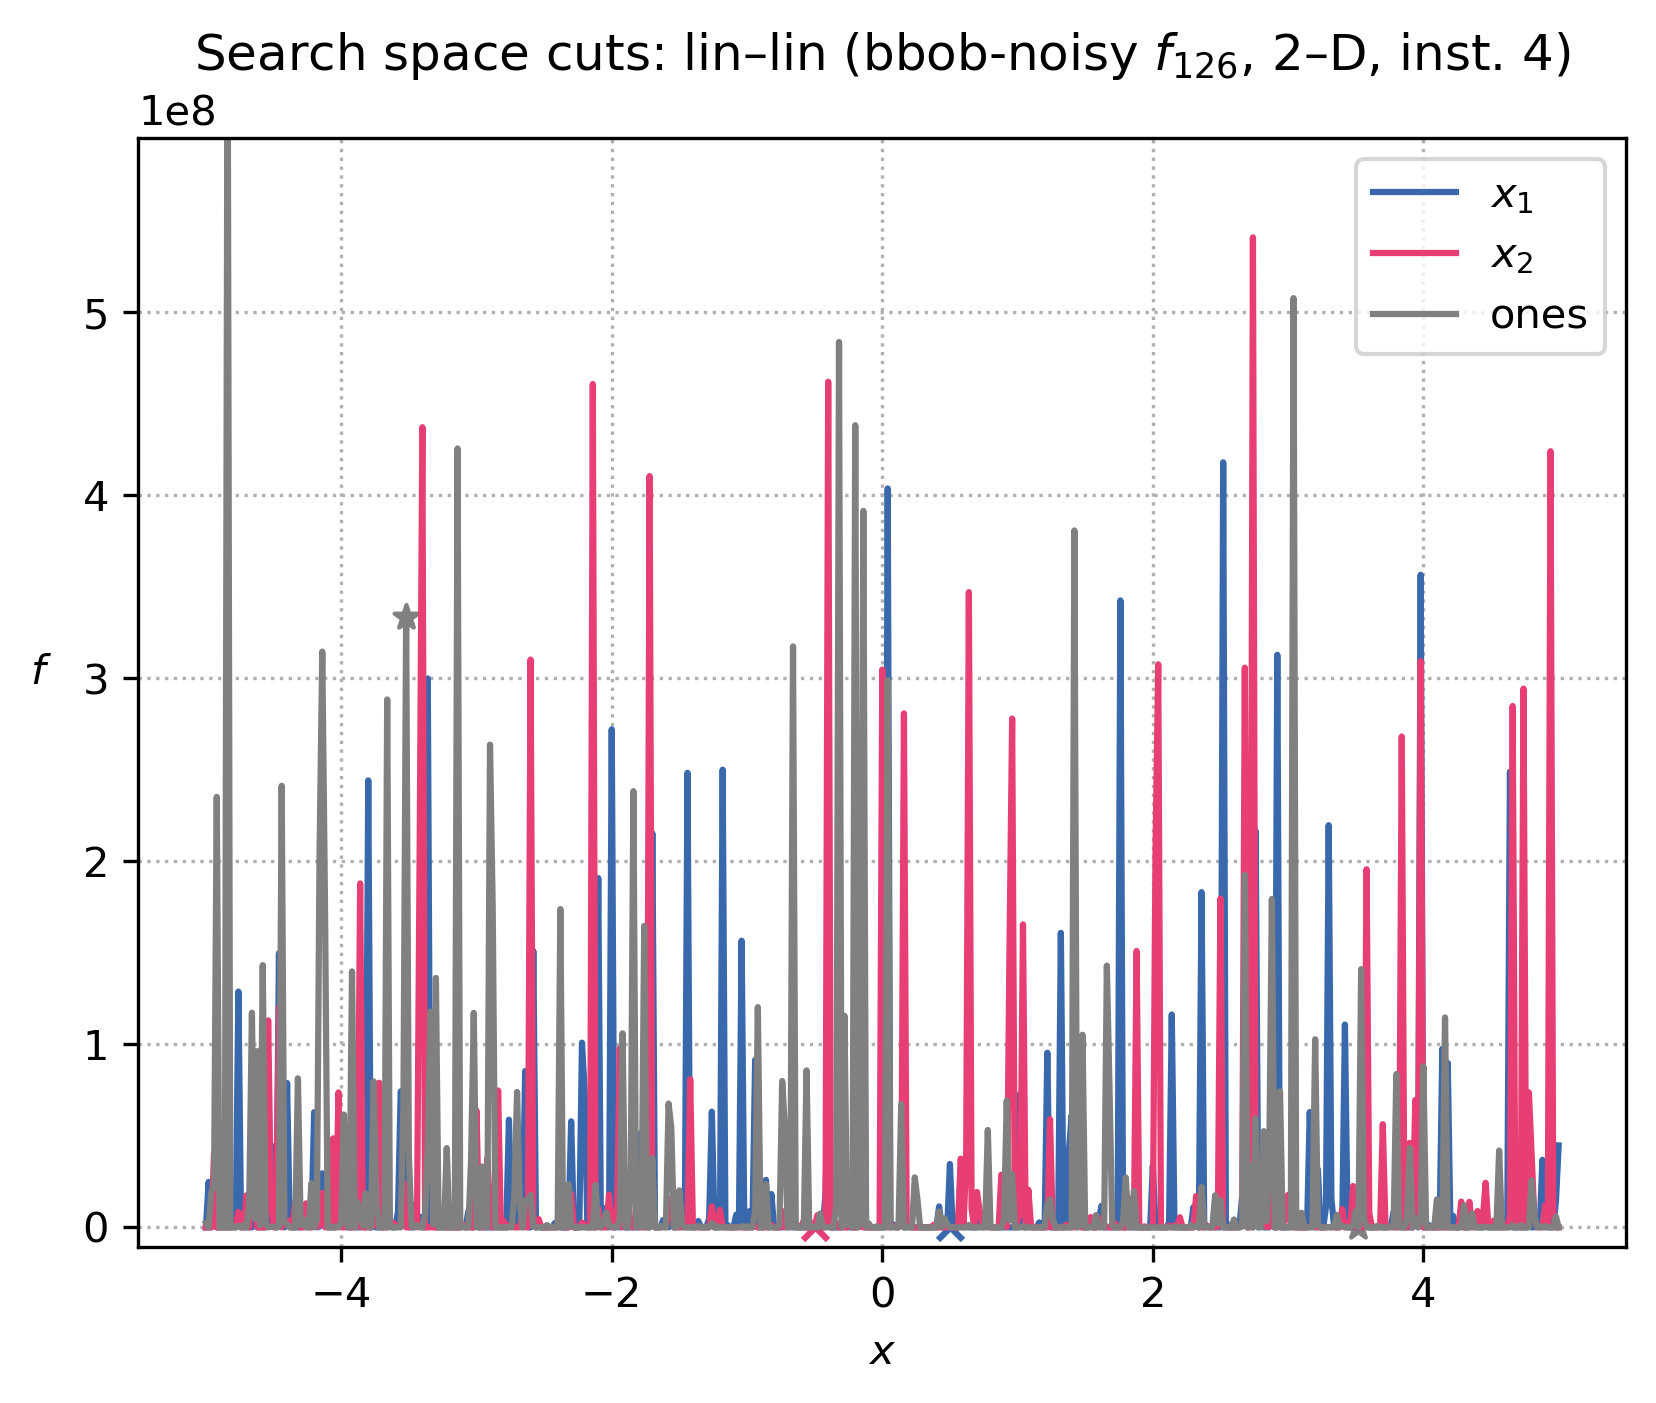 Search space cuts: lin–lin (bbob-noisy f₁₂₆, 2–D, inst. 4)
1e8
x₁
x₂
ones
5
4
3
2
1
0
f
−4 −2 0 2 4
x